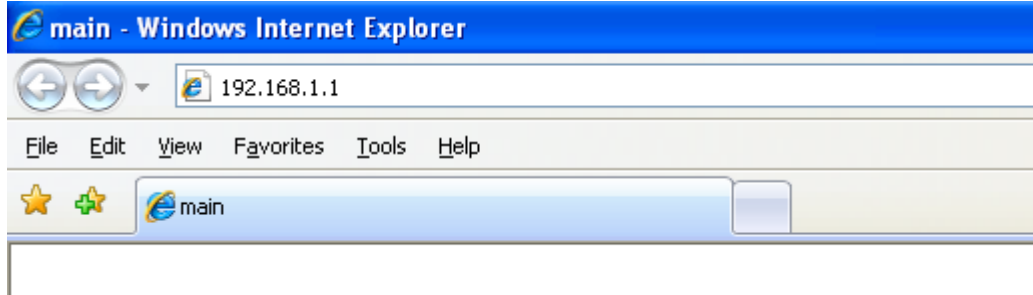 main - Windows Internet Explorer
192.168.1.1
File Edit View Favorites Tools Help
main